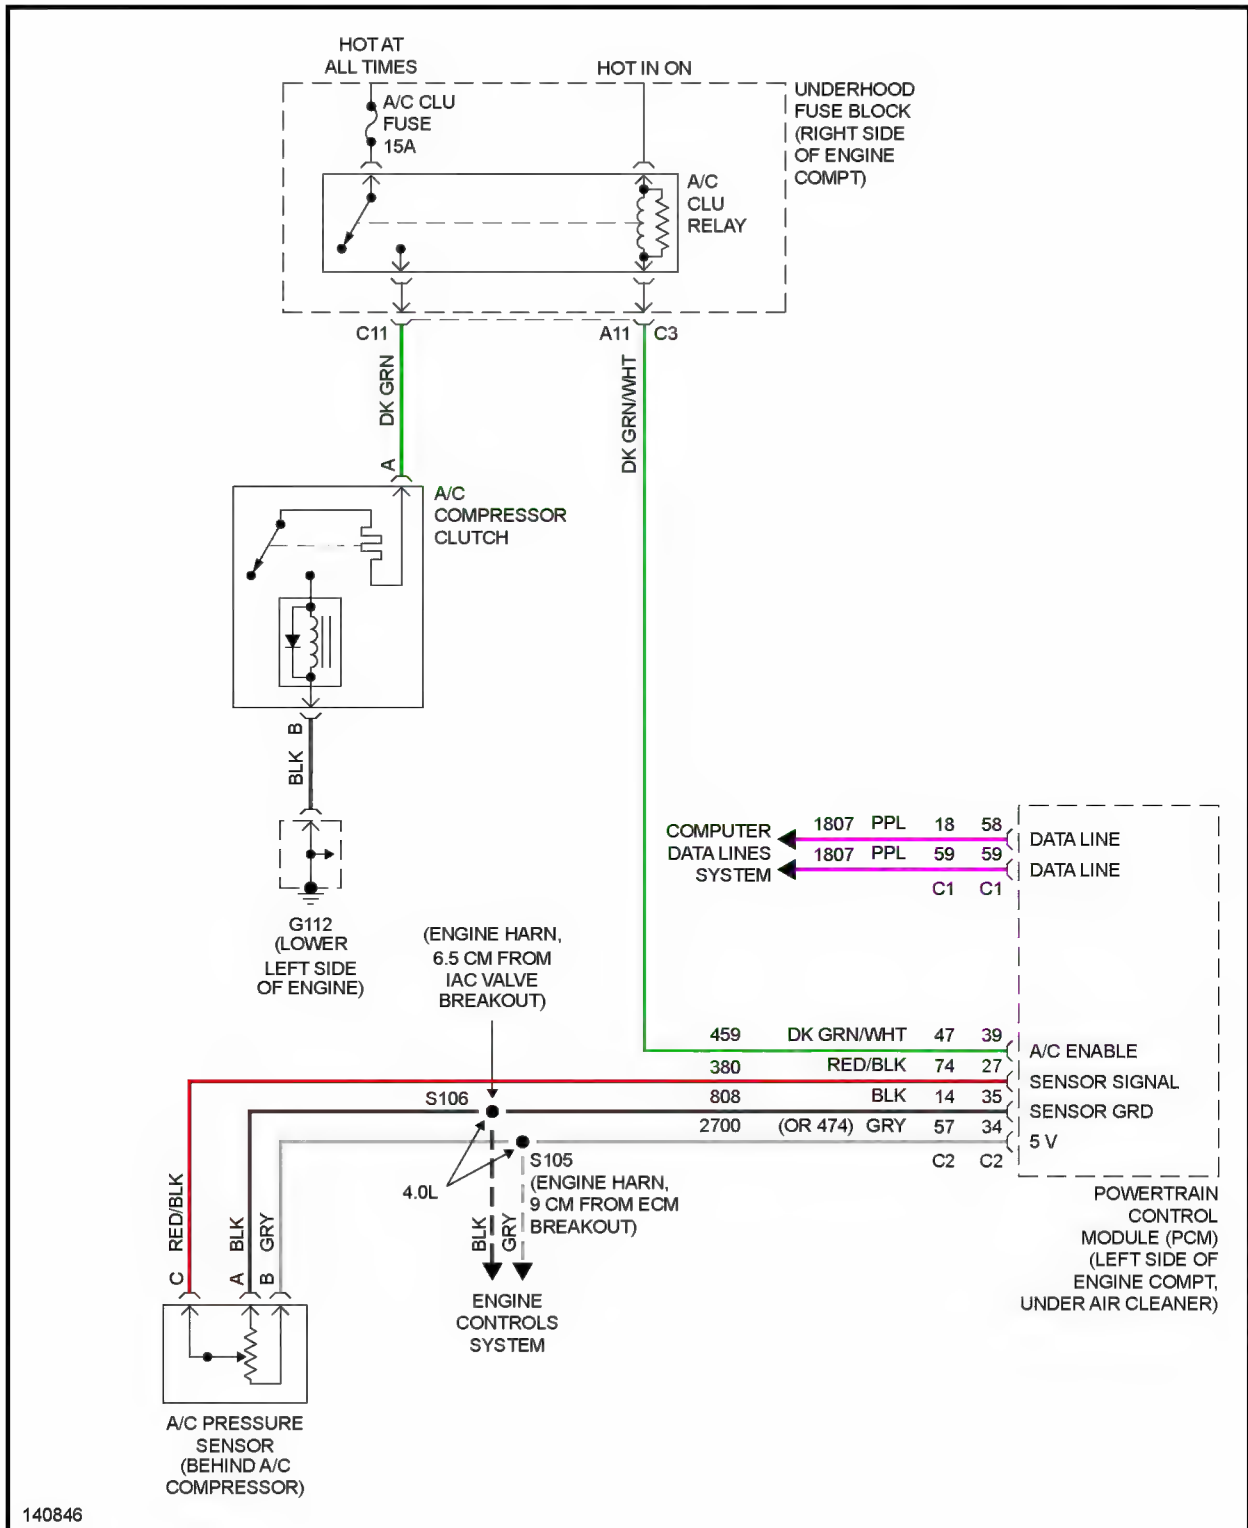 HOT AT
ALL TIMES
HOT IN ON
A/C CLU
FUSE
15A
UNDERHOOD
FUSE BLOCK
(RIGHT SIDE
OF ENGINE
COMPT)
A/C
CLU
RELAY
C11
A11
C3
DK GRN
DK GRN/WHT
A
A/C
COMPRESSOR
CLUTCH
B
BLK
G112
(LOWER
LEFT SIDE
OF ENGINE)
COMPUTER
DATA LINES
SYSTEM
1807 PPL 18 58
DATA LINE
1807 PPL 59 59
DATA LINE
C1 C1
(ENGINE HARN,
6.5 CM FROM
IAC VALVE
BREAKOUT)
459 DK GRN/WHT 47 39
A/C ENABLE
380 RED/BLK 74 27
SENSOR SIGNAL
S106
808 BLK 14 35
SENSOR GRD
2700 (OR 474) GRY 57 34
5 V
C2 C2
4.0L
S105
(ENGINE HARN,
9 CM FROM ECM
BREAKOUT)
BLK
GRY
POWERTRAIN
CONTROL
MODULE (PCM)
(LEFT SIDE OF
ENGINE COMPT,
UNDER AIR CLEANER)
RED/BLK
BLK
GRY
C
A
B
ENGINE
CONTROLS
SYSTEM
A/C PRESSURE
SENSOR
(BEHIND A/C
COMPRESSOR)
140846